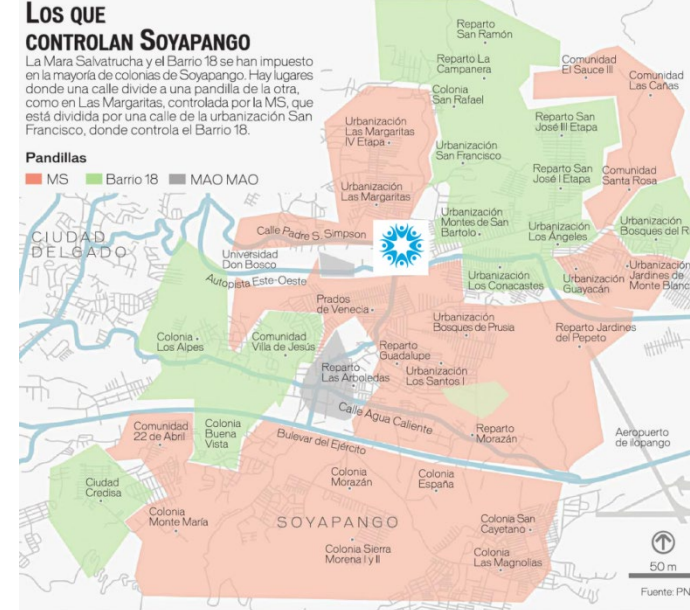 LOS QUE
CONTROLAN SOYAPANGO
La Mara Salvatrucha y el Barrio 18 se han impuesto
en la mayoría de colonias de Soyapango. Hay lugares
donde una calle divide a una pandilla de la otra,
como en Las Margaritas, controlada por la MS, que
está dividida por una calle de la urbanización San
Francisco, donde controla el Barrio 18.
Pandillas
MS
Barrio 18
MAO MAO
Reparto
San Ramón
Reparto La
Campanera
Colonia
San Rafael
Comunidad
El Sauce III
Comunidad
Las Cañas
Urbanización
Las Margaritas
IV Etapa
Reparto San
José III Etapa
Urbanización
San Francisco
Reparto San
José I Etapa
Comunidad
Santa Rosa
Urbanización
Las Margaritas
Urbanización
Montes de San
Bartolo
Urbanización
Los Ángeles
Urbanización
Bosques del R
CIUDAD
DELGADO
Calle Padre S. Simpson
Universidad
Don Bosco
Autopista Este-Oeste
Urbanización
Los Conacastes
Urbanización
Guayacán
Urbanización
Jardines de
Monte Blanc
Prados
de Venecia
Urbanización
Bosques de Prusia
Reparto Jardines
del Pepeto
Colonia
Los Alpes
Comunidad
Villa de Jesús
Reparto
Guadalupe
Reparto
Las Arboledas
Urbanización
Los Santos I
Calle Agua Caliente
Comunidad
22 de Abril
Colonia
Buena
Vista
Bulevar del Ejército
Reparto
Morazán
Aeropuerto
de ilopango
Ciudad
Credisa
Colonia
Morazán
Colonia
España
Colonia
Monte María
SOYAPANGO
Colonia San
Cayetano
Colonia Sierra
Morena I y II
Colonia
Las Magnolias
50 m
Fuente: PN